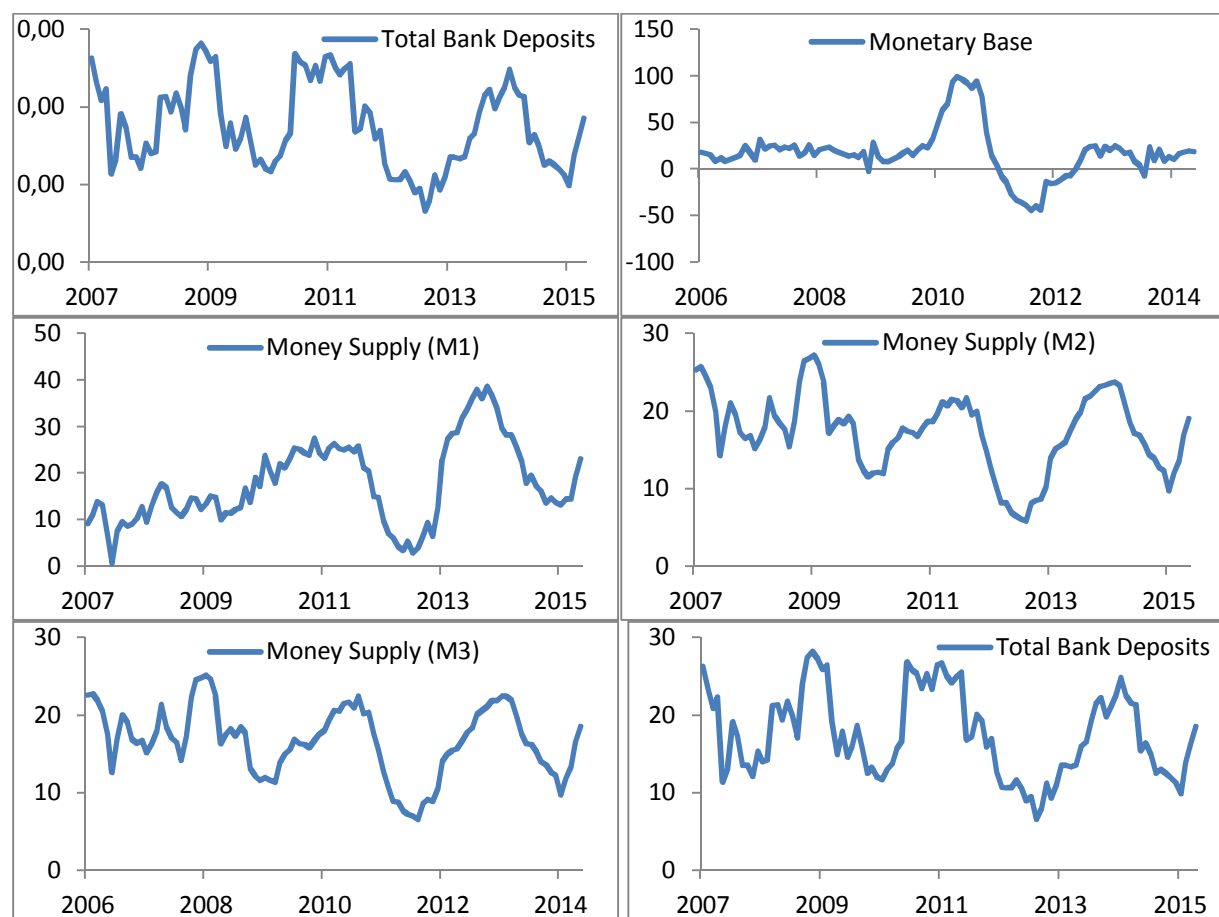 Total Bank Deposits
0,00
0,00
0,00
0,00
2007 2009 2011 2013 2015
Monetary Base
150
100
50
0
-50
-100
2006 2008 2010 2012 2014
Money Supply (M1)
50
40
30
20
10
0
2007 2009 2011 2013 2015
Money Supply (M2)
30
20
10
0
2007 2009 2011 2013 2015
Money Supply (M3)
30
20
10
0
2006 2008 2010 2012 2014
Total Bank Deposits
30
20
10
0
2007 2009 2011 2013 2015